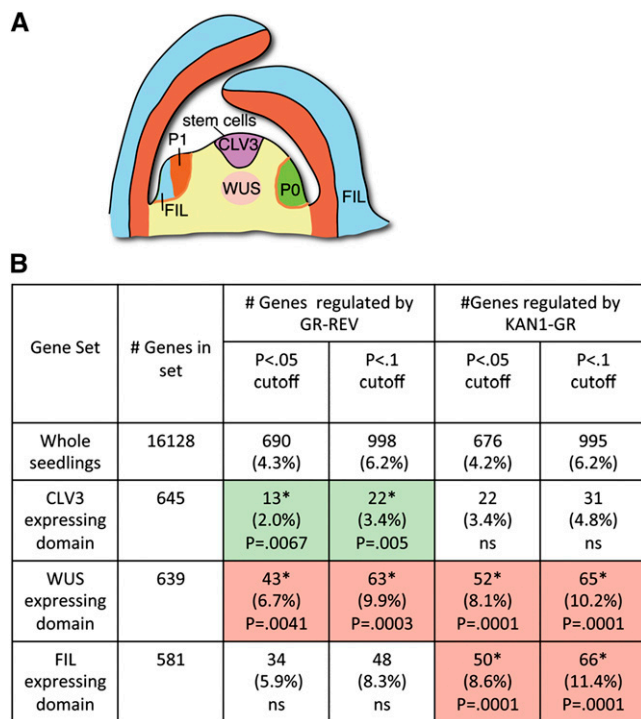 A
stem cells
P1
CLV3
WUS
P0
FIL
FIL
B
Gene Set
# Genes in
set
# Genes regulated by
GR-REV
#Genes regulated by
KAN1-GR
P<.05
cutoff
P<.1
cutoff
P<.05
cutoff
P<.1
cutoff
Whole
seedlings
16128
690
(4.3%)
998
(6.2%)
676
(4.2%)
995
(6.2%)
CLV3
expressing
domain
645
13*
(2.0%)
P=.0067
22*
(3.4%)
P=.005
22
(3.4%)
ns
31
(4.8%)
ns
WUS
expressing
domain
639
43*
(6.7%)
P=.0041
63*
(9.9%)
P=.0003
52*
(8.1%)
P=.0001
65*
(10.2%)
P=.0001
FIL
expressing
domain
581
34
(5.9%)
ns
48
(8.3%)
ns
50*
(8.6%)
P=.0001
66*
(11.4%)
P=.0001